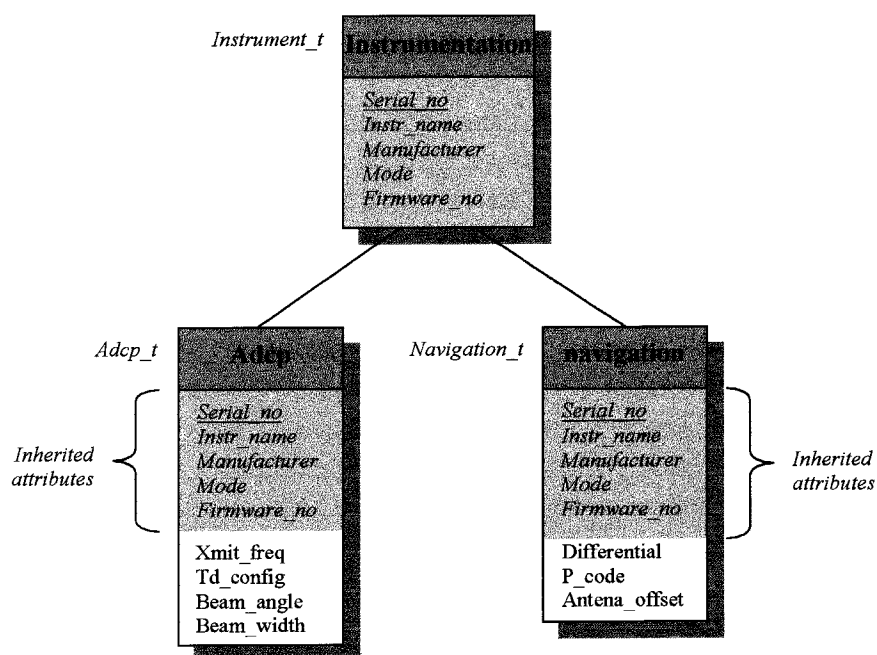 Instrument_t
Instrumentation
Serial_no
Instr_name
Manufacturer
Mode
Firmware_no
Adcp_t
Adcp
Inherited
attributes
Serial_no
Instr_name
Manufacturer
Mode
Firmware_no
Xmit_freq
Td_config
Beam_angle
Beam_width
Navigation_t
navigation
Serial_no
Instr_name
Manufacturer
Mode
Firmware_no
Inherited
attributes
Differential
P_code
Antena_offset